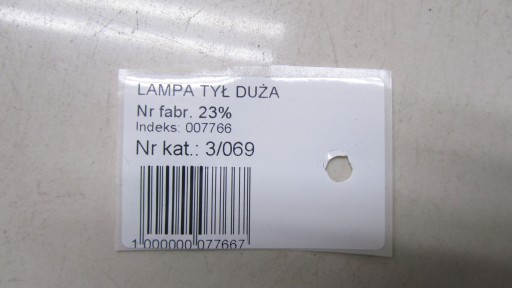 LAMPA TYŁ DUŻA
Nr fabr. 23%
Indeks: 007766
Nr kat.: 3/069
1 000000 077667